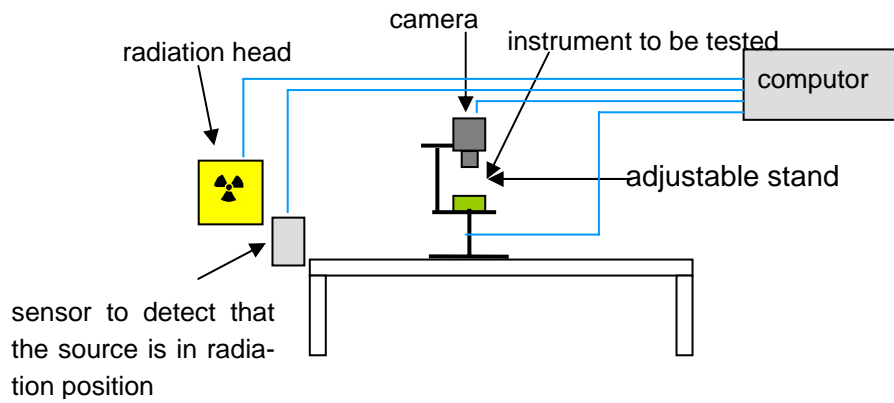 camera
radiation head
instrument to be tested
computor
adjustable stand
sensor to detect that
the source is in radia-
tion position